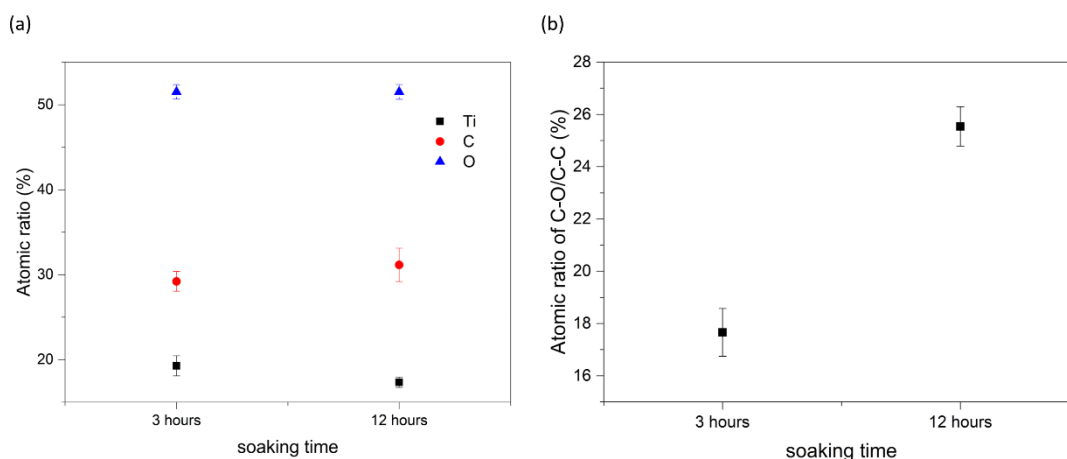 (a)
Atomic ratio (%)
50
40
30
20
Ti
C
O
3 hours
12 hours
soaking time
(b)
Atomic ratio of C-O/C-C (%)
28
26
24
22
20
18
16
3 hours
12 hours
soaking time